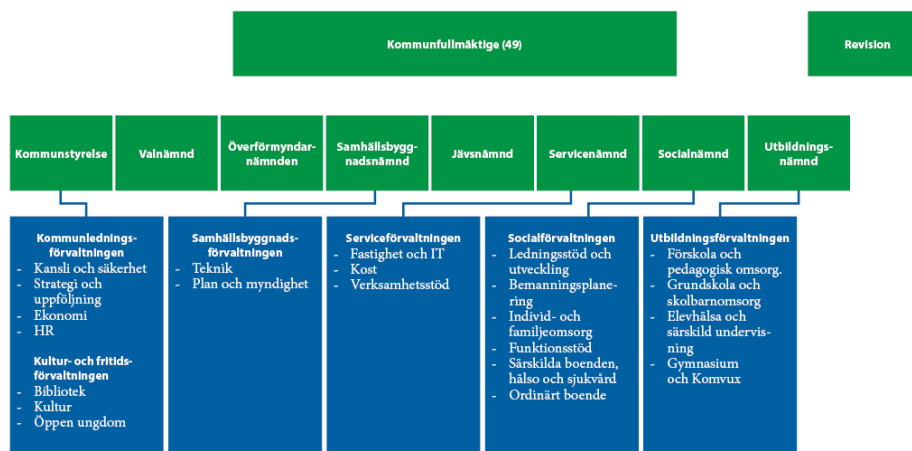 Kommunfullmäktige (49)
Revision
Kommunstyrelse
Valnämnd
Överförmyndar-
nämnden
Samhällsbygg-
nadsnämnd
Jävsnämnd
Servicenämnd
Socialnämnd
Utbildnings-
nämnd
Kommunlednings-
förvaltningen
- Kansli och säkerhet
- Strategi och
uppföljning
- Ekonomi
- HR
Kultur- och fritids-
förvaltningen
- Bibliotek
- Kultur
- Öppen ungdom
Samhällsbyggnads-
förvaltningen
- Teknik
- Plan och myndighet
Serviceförvaltningen
- Fastighet och IT
- Kost
- Verksamhetsstöd
Socialförvaltningen
- Ledningsstöd och
utveckling
- Bemanningsplane-
ring
- Individ- och
familjeomsorg
- Funktionsstöd
- Särskilda boenden,
hälso och sjukvård
- Ordinärt boende
Utbildningsförvaltningen
- Förskola och
pedagogisk omsorg.
- Grundskola och
skolbarnomsorg
- Elevhälsa och
särskild undervis-
ning
- Gymnasium
och Komvux